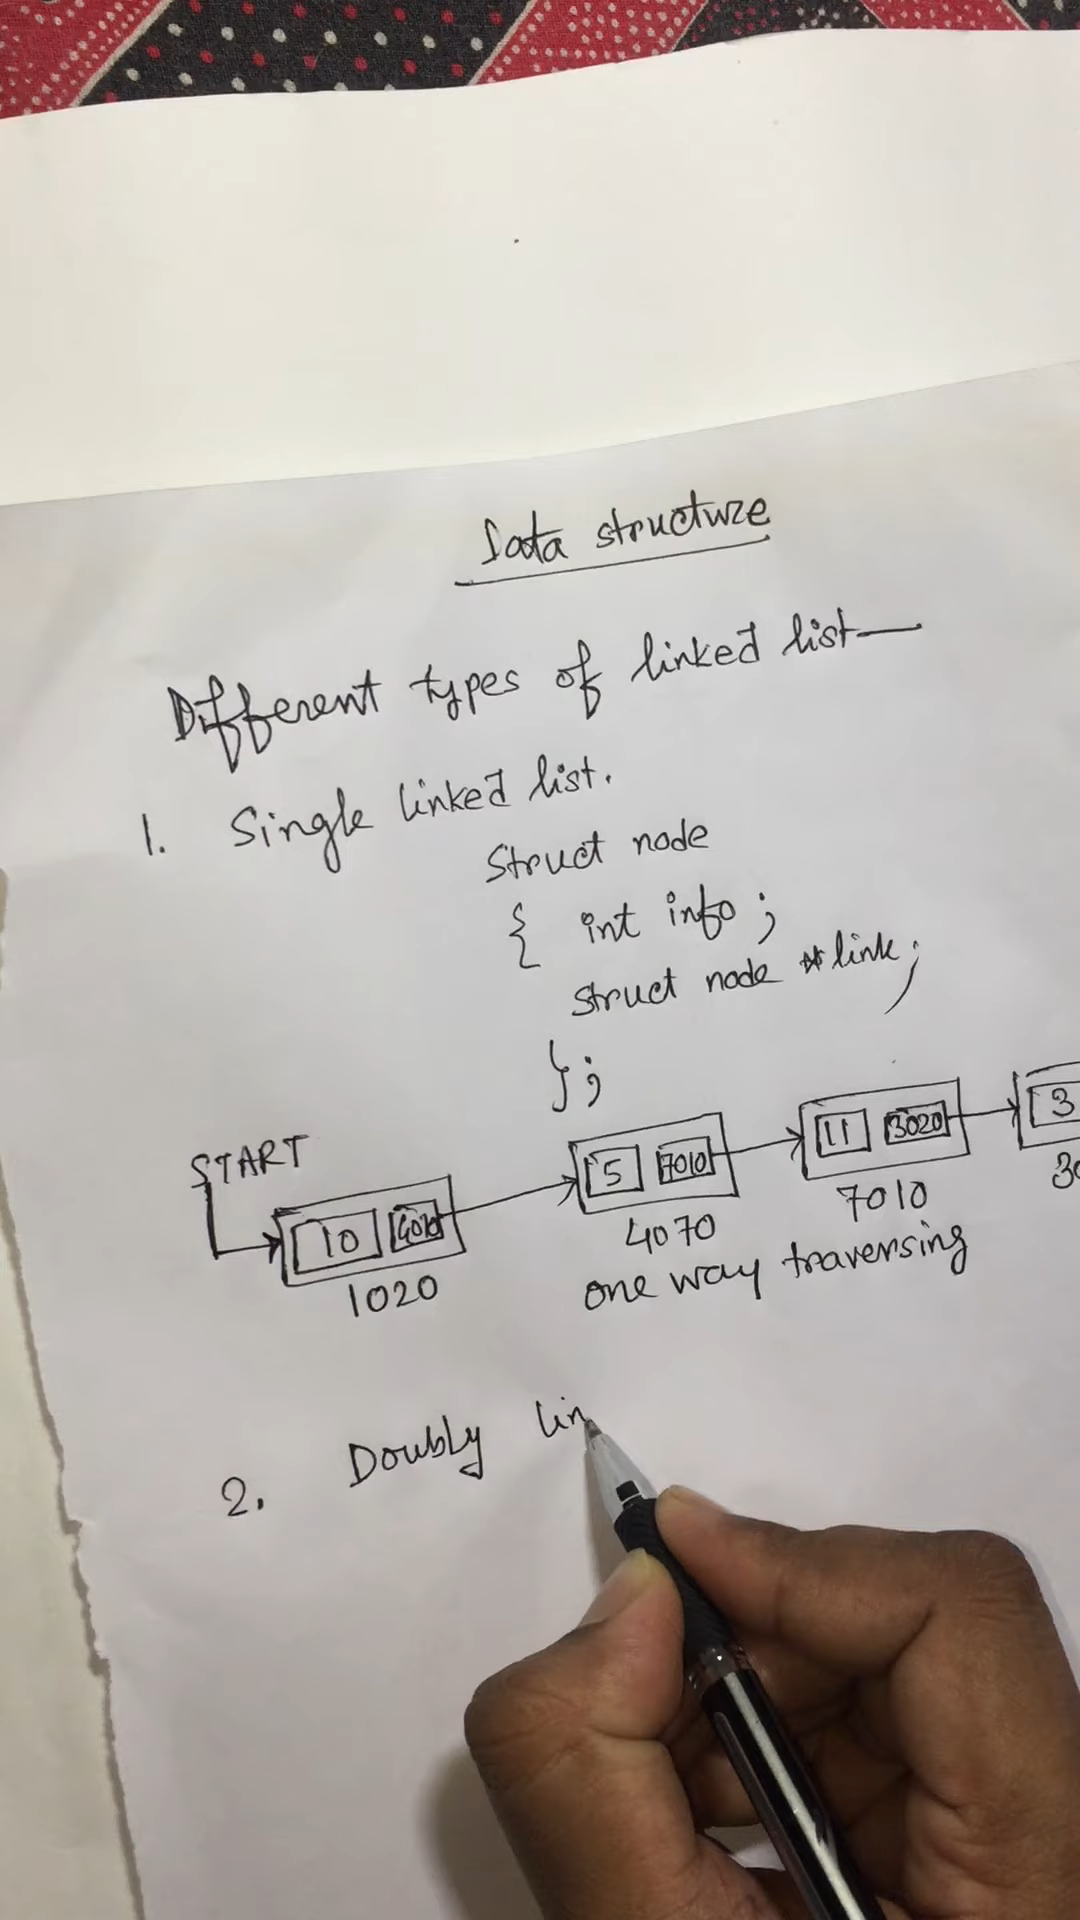 Data structure
Different types of linked list—
1. Single linked list.
struct node
{ int info;
struct node *link;
};
START
10 4070 5 7010 11 3020 3
1020 4070 7010 30
one way traversing
2. Doubly lin